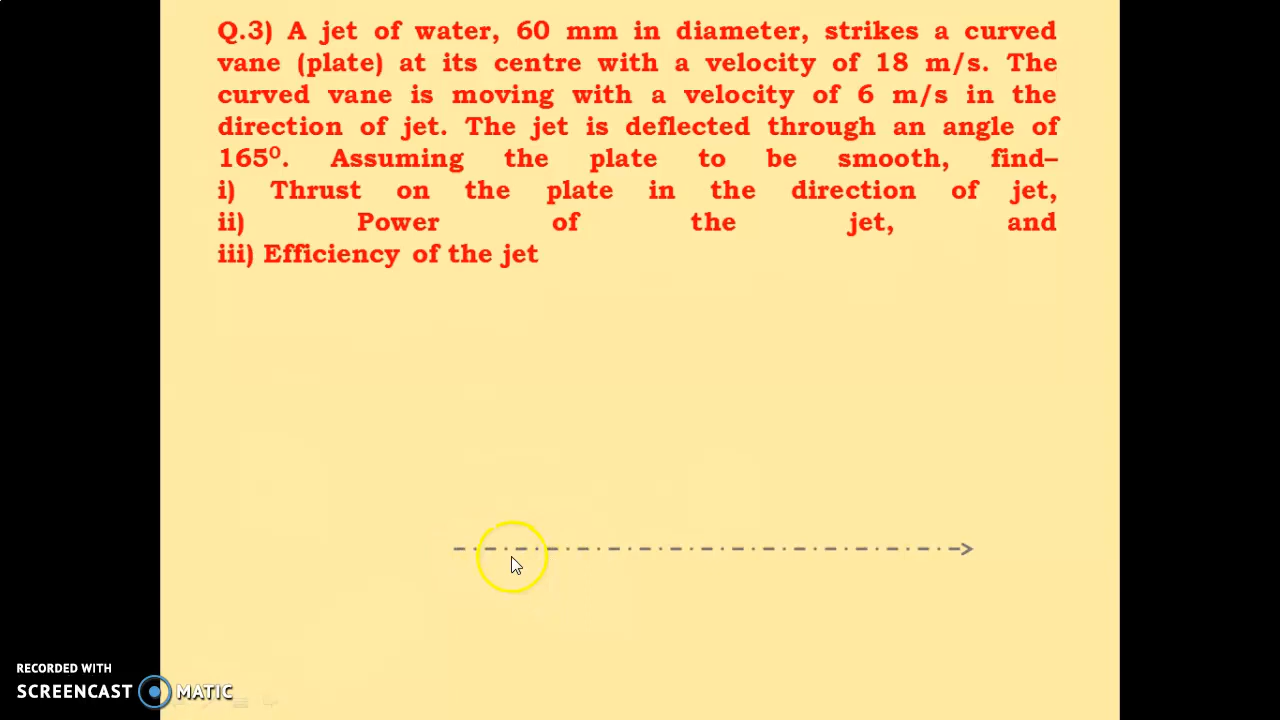 Q.3) A jet of water, 60 mm in diameter, strikes a curved
vane (plate) at its centre with a velocity of 18 m/s. The
curved vane is moving with a velocity of 6 m/s in the
direction of jet. The jet is deflected through an angle of
165⁰. Assuming the plate to be smooth, find–
i) Thrust on the plate in the direction of jet,
ii) Power of the jet, and
iii) Efficiency of the jet
RECORDED WITH
SCREENCAST MATIC